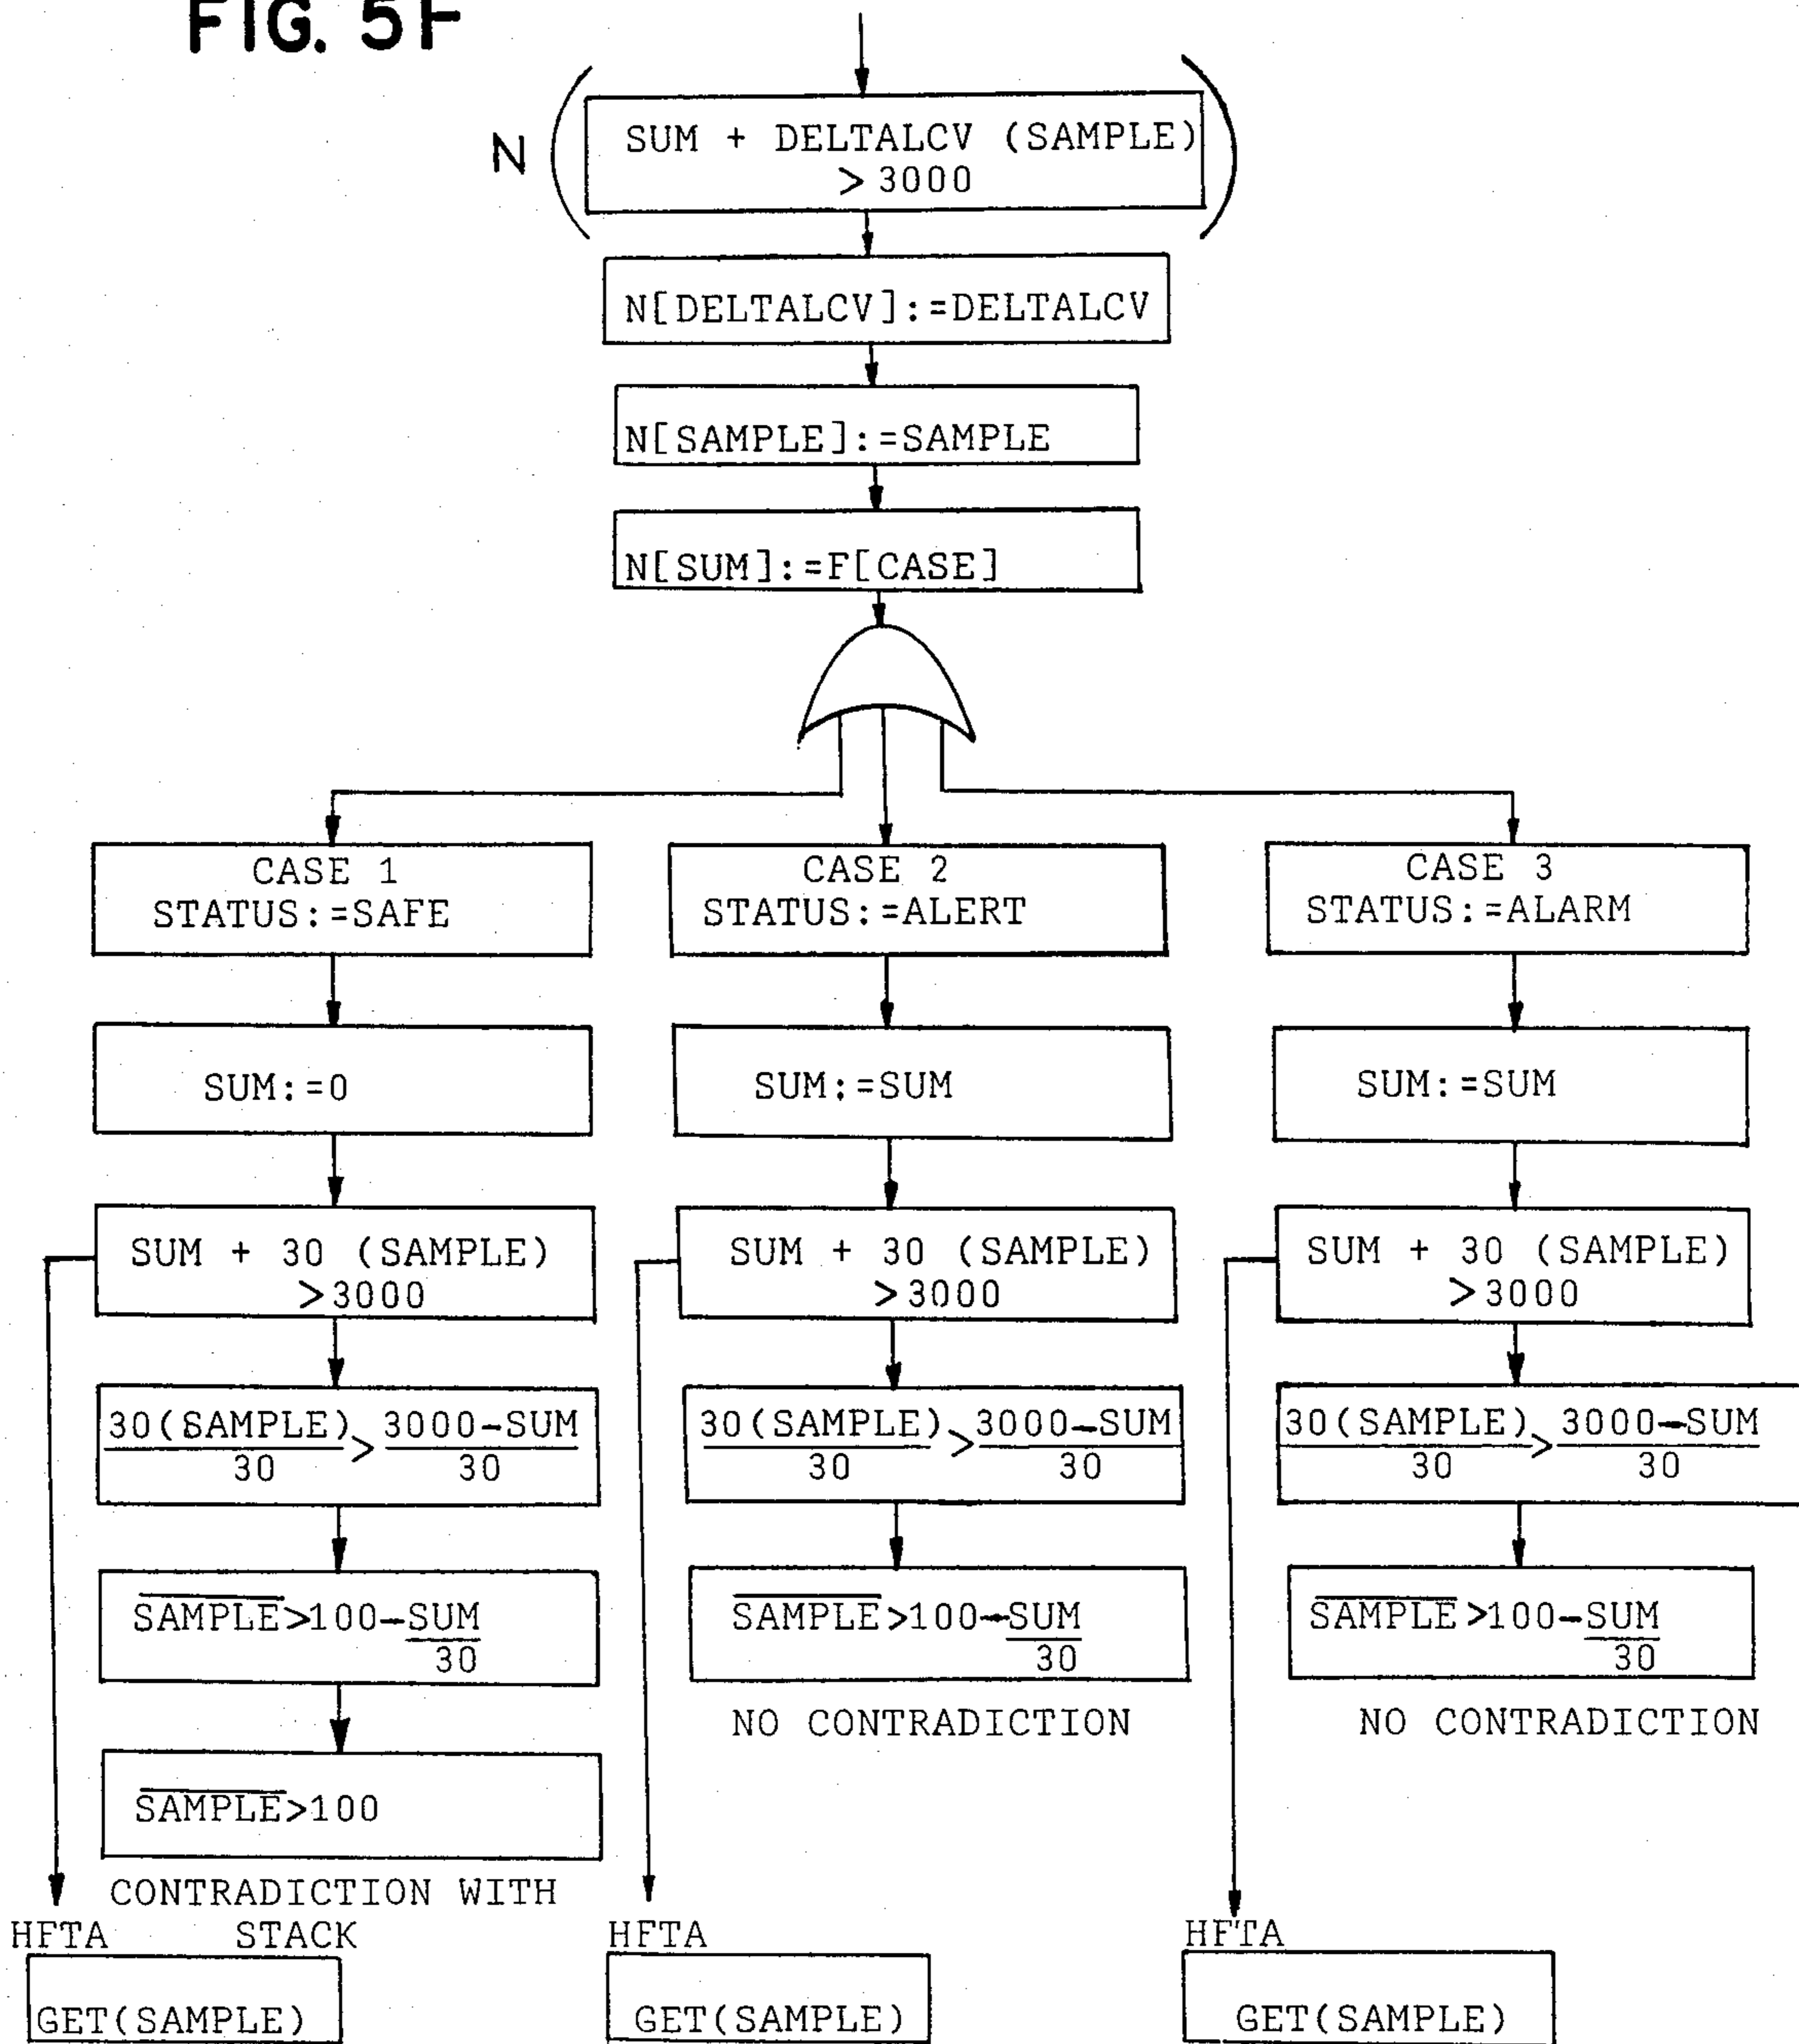 FIG. 5F
N
SUM + DELTALCV (SAMPLE)
> 3000
N[DELTALCV]:=DELTALCV
N[SAMPLE]:=SAMPLE
N[SUM]:=F[CASE]
CASE 1
STATUS:=SAFE
SUM:=0
SUM + 30 (SAMPLE)
>3000
30(SAMPLE) > 3000-SUM
30 30
SAMPLE>100-SUM
30
SAMPLE>100
CONTRADICTION WITH
STACK
HFTA
GET(SAMPLE)
CASE 2
STATUS:=ALERT
SUM:=SUM
SUM + 30 (SAMPLE)
>3000
30(SAMPLE) > 3000-SUM
30 30
SAMPLE>100-SUM
30
NO CONTRADICTION
HFTA
GET(SAMPLE)
CASE 3
STATUS:=ALARM
SUM:=SUM
SUM + 30 (SAMPLE)
>3000
30(SAMPLE) > 3000-SUM
30 30
SAMPLE>100-SUM
30
NO CONTRADICTION
HFTA
GET(SAMPLE)